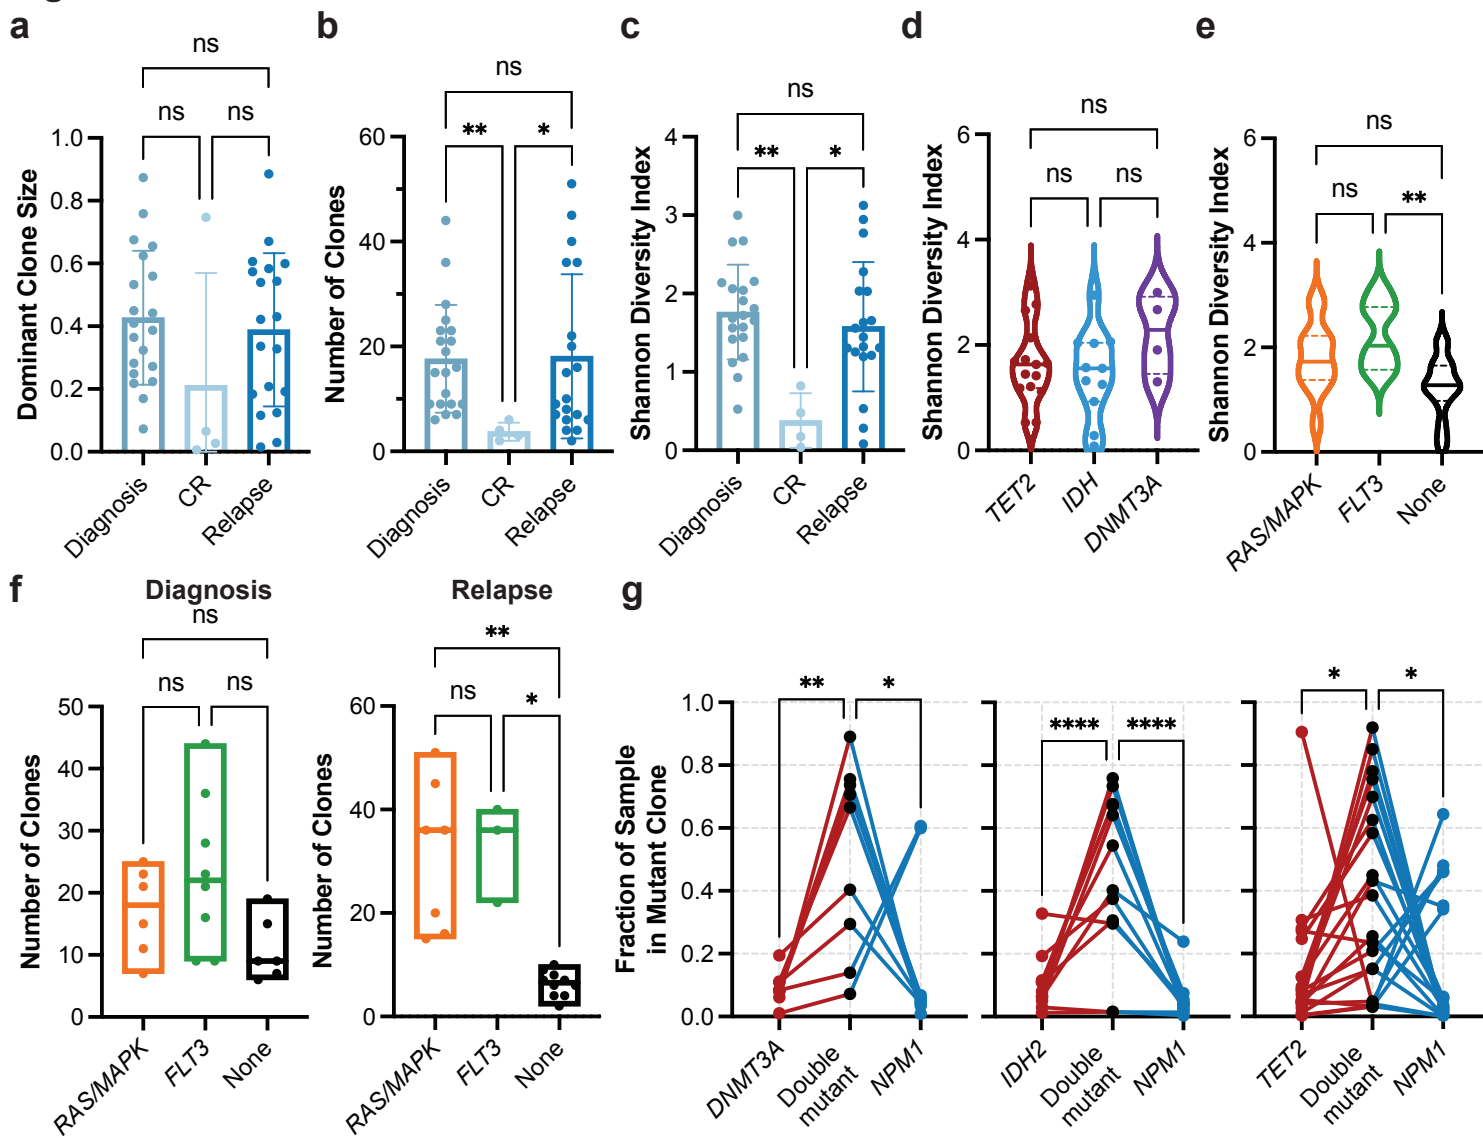 a
b
c
d
e
ns
ns
ns
Dominant Clone Size
1.0
0.8
0.6
0.4
0.2
0.0
Diagnosis
CR
Relapse
ns
**
*
Number of Clones
60
40
20
0
Diagnosis
CR
Relapse
ns
**
*
Shannon Diversity Index
4
3
2
1
0
Diagnosis
CR
Relapse
ns
ns
ns
Shannon Diversity Index
6
4
2
0
TET2
IDH
DNMT3A
ns
ns
**
Shannon Diversity Index
6
4
2
0
RAS/MAPK
FLT3
None
f
Diagnosis
ns
ns
ns
Number of Clones
50
40
30
20
10
0
RAS/MAPK
FLT3
None
Relapse
**
ns
*
Number of Clones
60
40
20
0
RAS/MAPK
FLT3
None
g
Fraction of Sample
in Mutant Clone
1.0
0.8
0.6
0.4
0.2
0.0
**
*
DNMT3A
Double
mutant
NPM1
****
****
IDH2
Double
mutant
NPM1
*
*
TET2
Double
mutant
NPM1